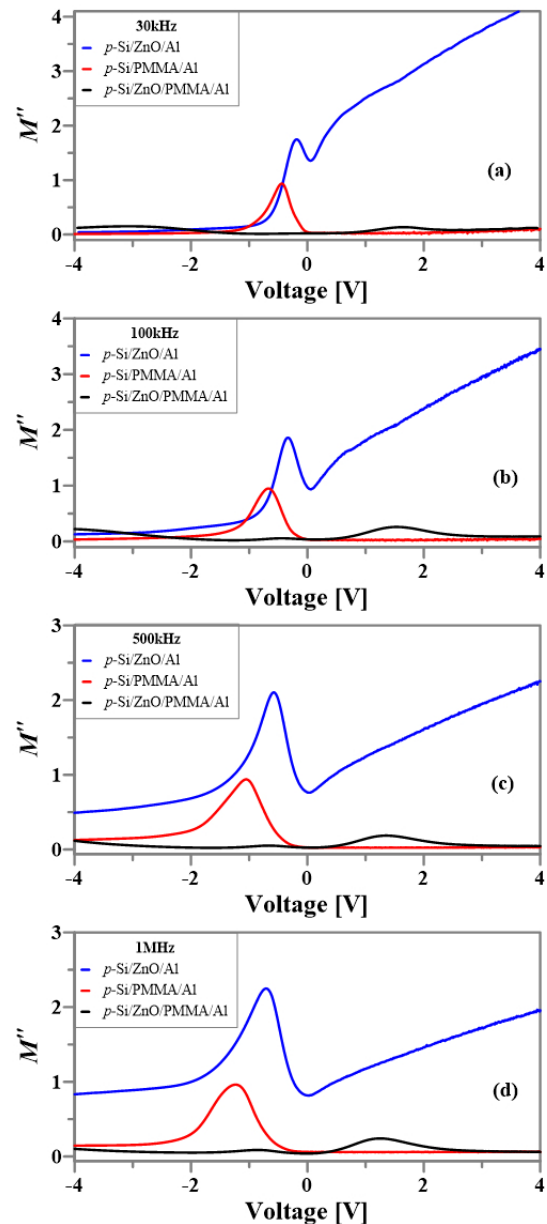 30kHz
p-Si/ZnO/Al
p-Si/PMMA/Al
p-Si/ZnO/PMMA/Al
M''
4
3
2
1
0
(a)
-4 -2 0 2 4
Voltage [V]
100kHz
p-Si/ZnO/Al
p-Si/PMMA/Al
p-Si/ZnO/PMMA/Al
M''
4
3
2
1
0
(b)
-4 -2 0 2 4
Voltage [V]
500kHz
p-Si/ZnO/Al
p-Si/PMMA/Al
p-Si/ZnO/PMMA/Al
M''
3
2
1
0
(c)
-4 -2 0 2 4
Voltage [V]
1MHz
p-Si/ZnO/Al
p-Si/PMMA/Al
p-Si/ZnO/PMMA/Al
M''
3
2
1
0
(d)
-4 -2 0 2 4
Voltage [V]